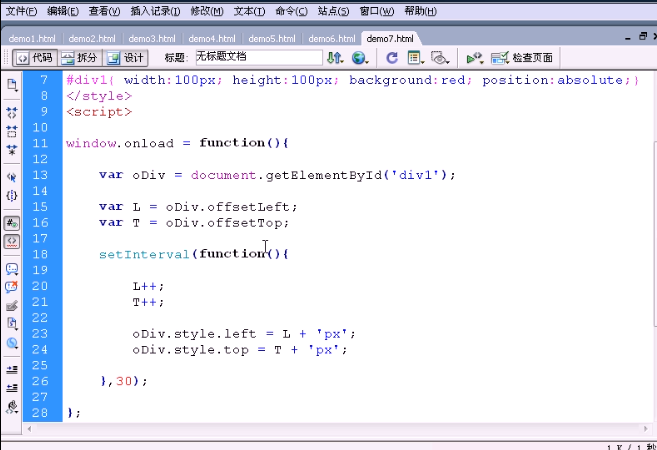 文件(F) 编辑(E) 查看(V) 插入记录(I) 修改(M) 文本(T) 命令(C) 站点(S) 窗口(W) 帮助(H)
demo1.html demo2.html demo3.html demo4.html demo5.html demo6.html demo7.html
代码 拆分 设计 标题: 无标题文档 检查页面
7 #div1{ width:100px; height:100px; background:red; position:absolute;}
8 </style>
9 <script>
10
11 window.onload = function(){
12
13 var oDiv = document.getElementById('div1');
14
15 var L = oDiv.offsetLeft;
16 var T = oDiv.offsetTop;
17
18 setInterval(function(){
19
20 L++;
21 T++;
22
23 oDiv.style.left = L + 'px';
24 oDiv.style.top = T + 'px';
25
26 },30);
27
28 };
1 K / 1 秒